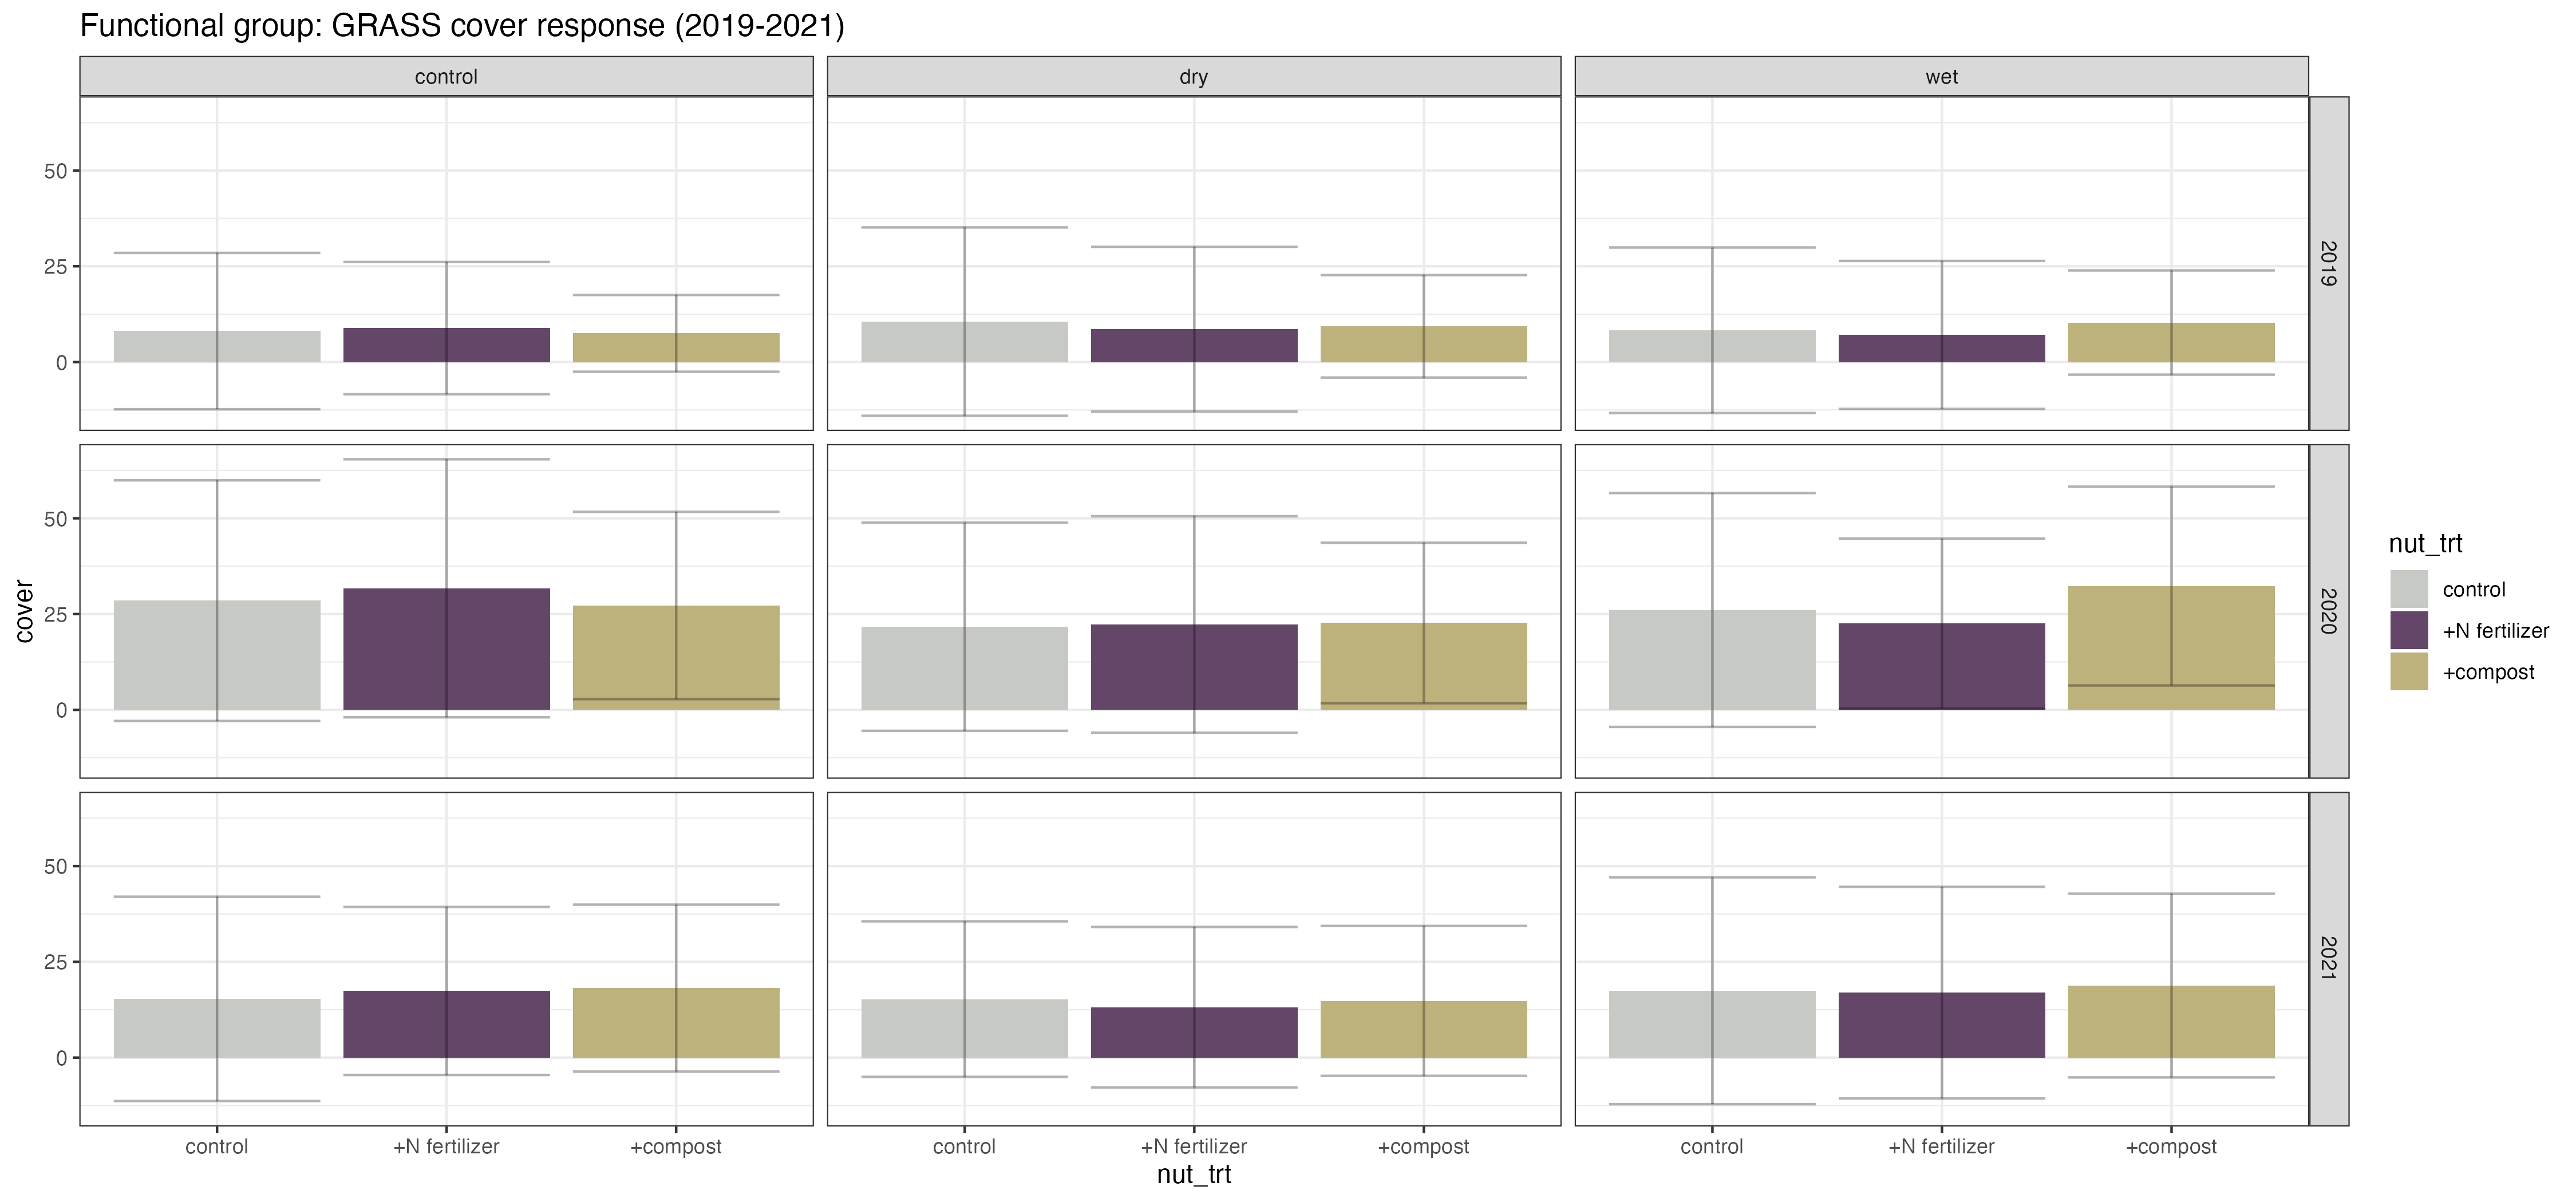 Functional group: GRASS cover response (2019-2021)
control
dry
wet
50
25
0
2019
50
25
0
2020
50
25
0
2021
cover
control
+N fertilizer
+compost
control
+N fertilizer
+compost
control
+N fertilizer
+compost
nut_trt
nut_trt
control
+N fertilizer
+compost